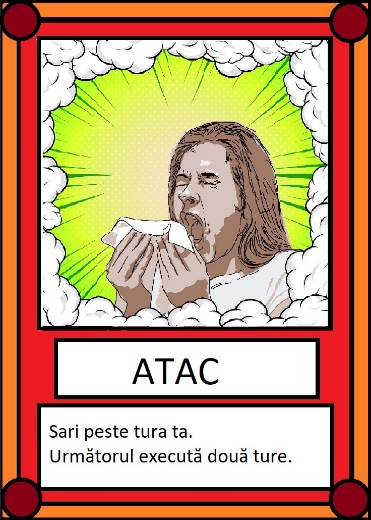 ATAC
Sari peste tura ta.
Următorul execută două ture.